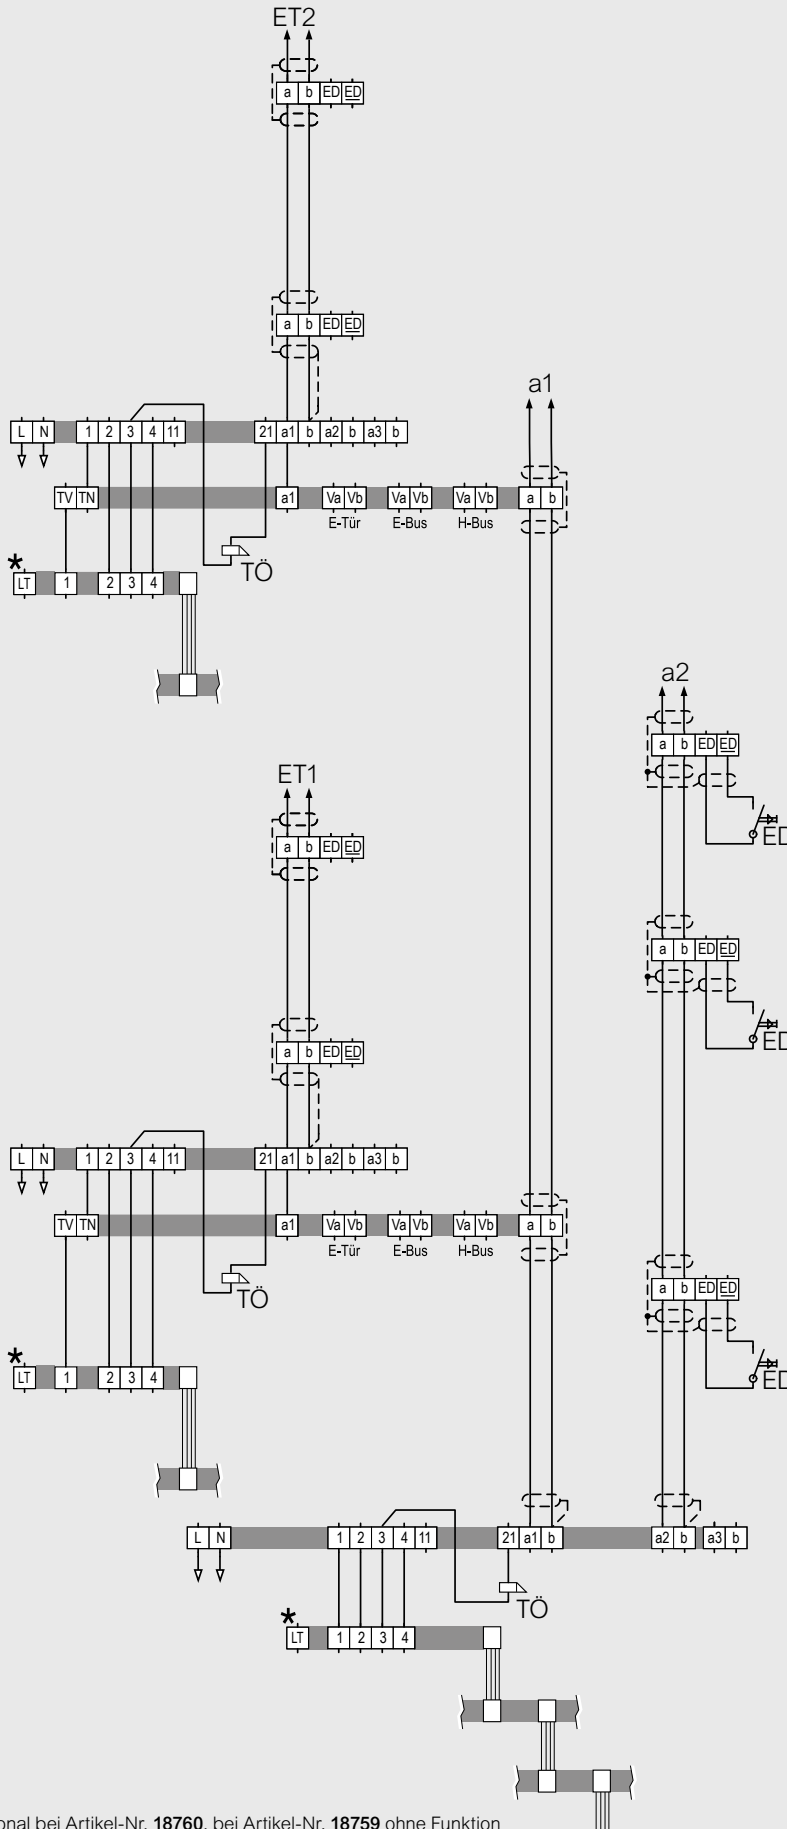 ET2
a b ED ED
a b ED ED
a1
L N 1 2 3 4 11 21 a1 b a2 b a3 b
TV TN a1 Va Vb Va Vb Va Vb a b
E-Tür E-Bus H-Bus
TÖ
* LT 1 2 3 4
a2
a b ED ED
ED
ET1
a b ED ED
a b ED ED
ED
a b ED ED
L N 1 2 3 4 11 21 a1 b a2 b a3 b
TV TN a1 Va Vb Va Vb Va Vb a b
E-Tür E-Bus H-Bus
a b ED ED
TÖ
* LT 1 2 3 4
ED
L N 1 2 3 4 11 21 a1 b a2 b a3 b
TÖ
* LT 1 2 3 4
onal bei Artikel-Nr. 18760, bei Artikel-Nr. 18759 ohne Funktion